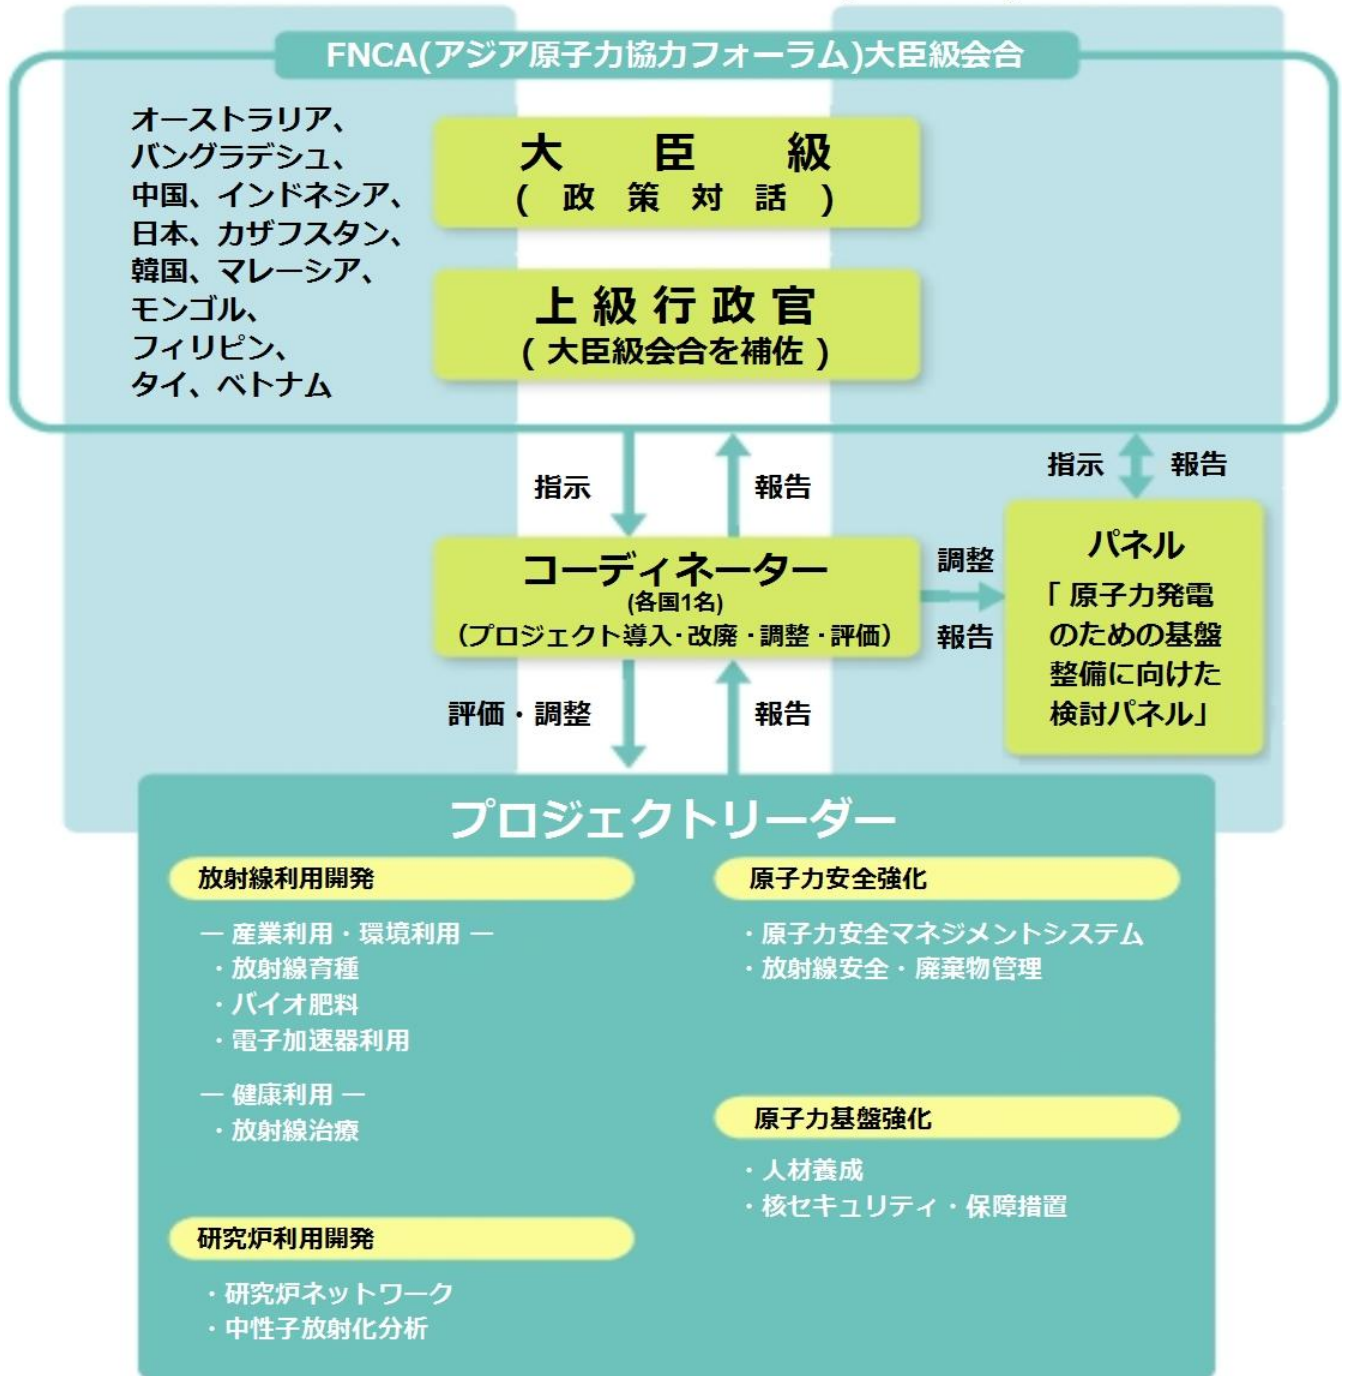 FNCA(アジア原子力協力フォーラム)大臣級会合
オーストラリア、
バングラデシュ、
中国、インドネシア、
日本、カザフスタン、
韓国、マレーシア、
モンゴル、
フィリピン、
タイ、ベトナム
大臣級
(政策対話)
上級行政官
(大臣級会合を補佐)
指示
報告
指示
報告
コーディネーター
(各国1名)
(プロジェクト導入・改廃・調整・評価)
調整
報告
パネル
「原子力発電
のための基盤
整備に向けた
検討パネル」
評価・調整
報告
プロジェクトリーダー
放射線利用開発
― 産業利用・環境利用 ―
・放射線育種
・バイオ肥料
・電子加速器利用
― 健康利用 ―
・放射線治療
研究炉利用開発
・研究炉ネットワーク
・中性子放射化分析
原子力安全強化
・原子力安全マネジメントシステム
・放射線安全・廃棄物管理
原子力基盤強化
・人材養成
・核セキュリティ・保障措置